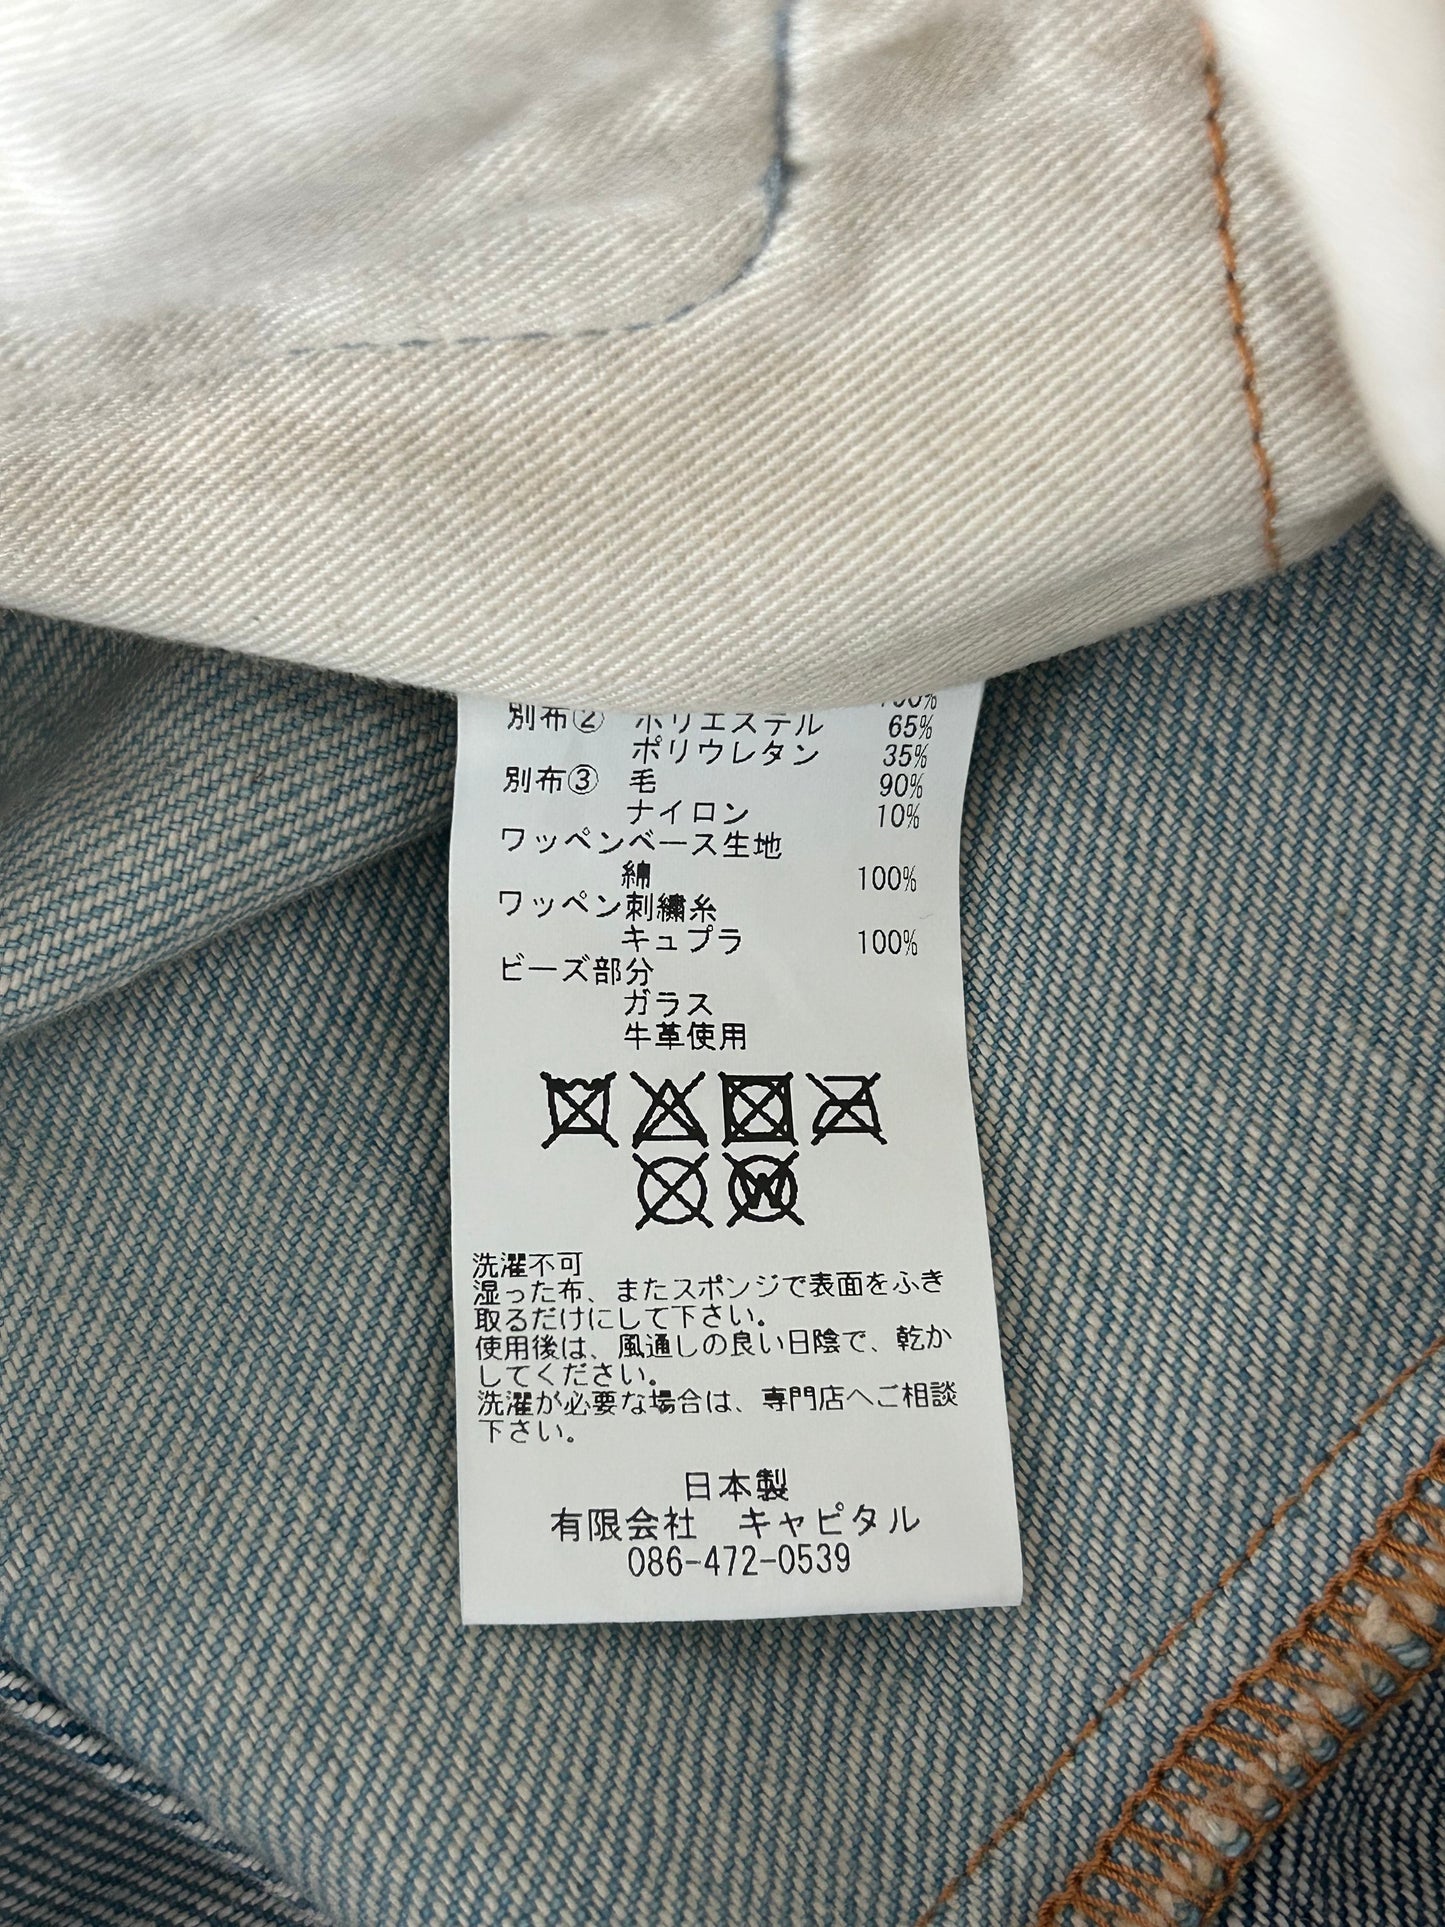 別布② ポリエステル 65%
ポリウレタン 35%
別布③ 毛 90%
ナイロン 10%
ワッペンベース生地
綿 100%
ワッペン刺繍糸
キュプラ 100%
ビーズ部分
ガラス
牛革使用
W
洗濯不可
湿った布、またスポンジで表面をふき
取るだけにして下さい。
使用後は、風通しの良い日陰で、乾か
してください。
洗濯が必要な場合は、専門店へご相談
下さい。
日本製
有限会社 キャピタル
086-472-0539